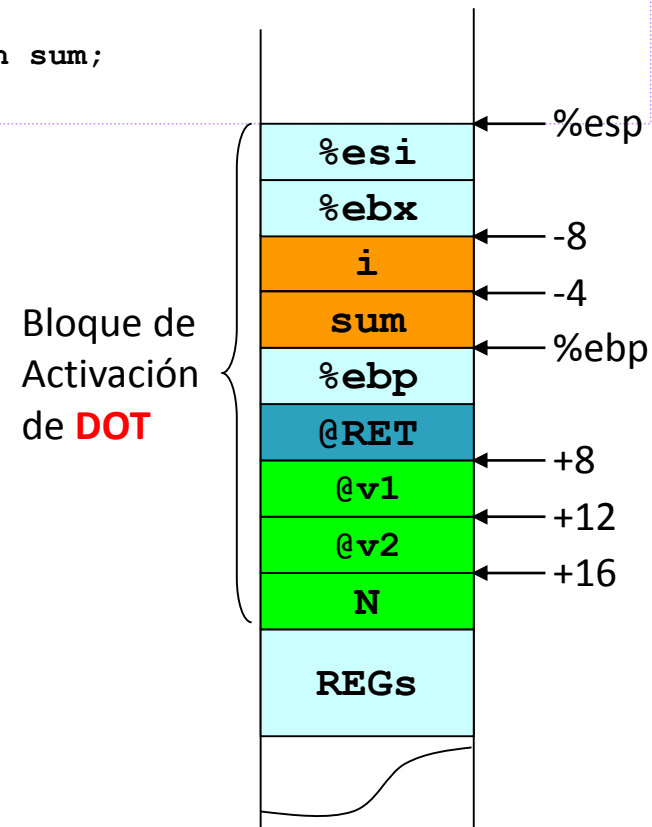 n sum;
%esp
%esi
%ebx
-8
i
-4
sum
%ebp
%ebp
Bloque de
Activación
de DOT
@RET
+8
@v1
+12
@v2
+16
N
REGs